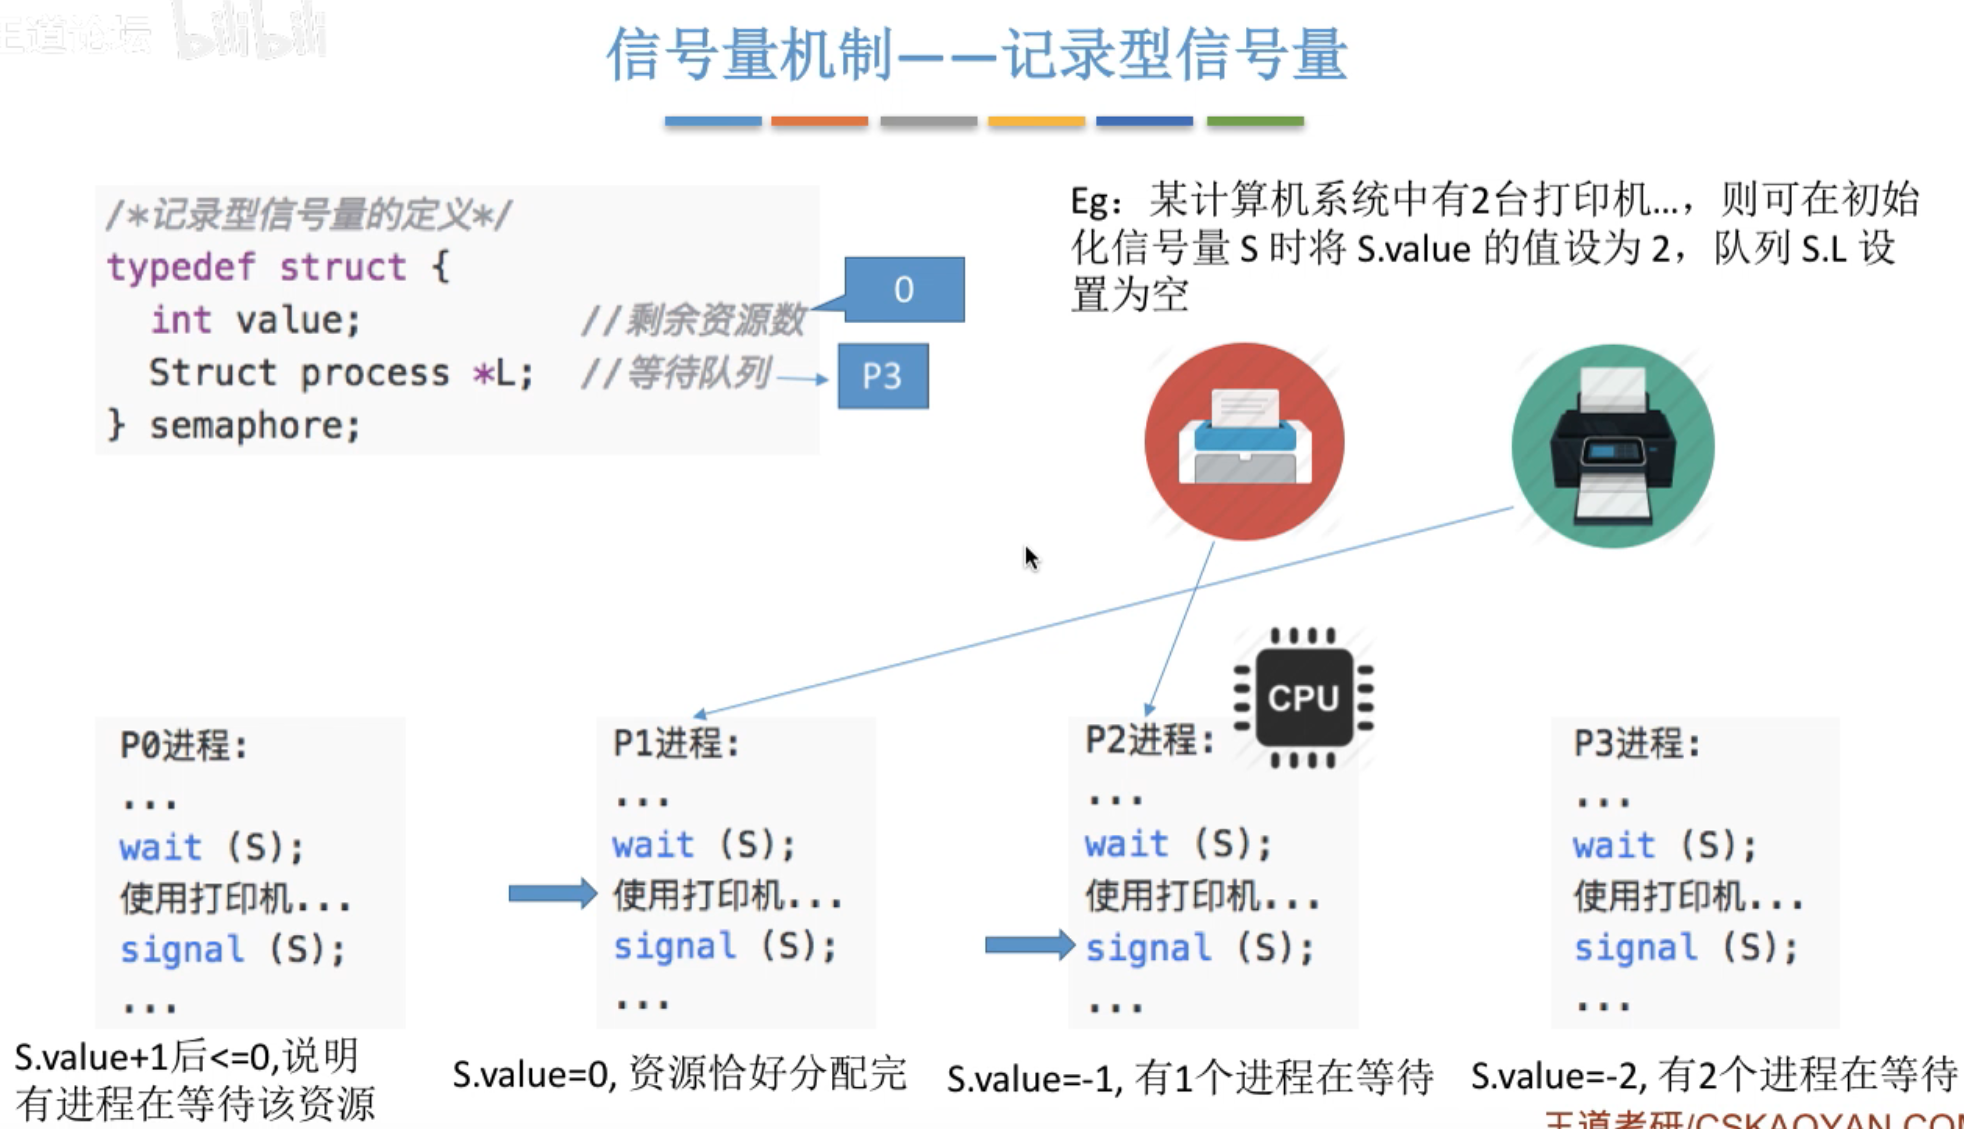 王道论坛 bilibili
信号量机制——记录型信号量
/*记录型信号量的定义*/
typedef struct {
int value; //剩余资源数
Struct process *L; //等待队列
} semaphore;
0
P3
Eg：某计算机系统中有2台打印机...，则可在初始
化信号量 S 时将 S.value 的值设为 2，队列 S.L 设
置为空
CPU
P0进程:
...
wait (S);
使用打印机...
signal (S);
...
S.value+1后<=0,说明
有进程在等待该资源
P1进程:
...
wait (S);
使用打印机...
signal (S);
...
S.value=0, 资源恰好分配完
P2进程:
...
wait (S);
使用打印机...
signal (S);
...
S.value=-1, 有1个进程在等待
P3进程:
...
wait (S);
使用打印机...
signal (S);
...
S.value=-2, 有2个进程在等待
王道考研/CSKAOYAN.COM